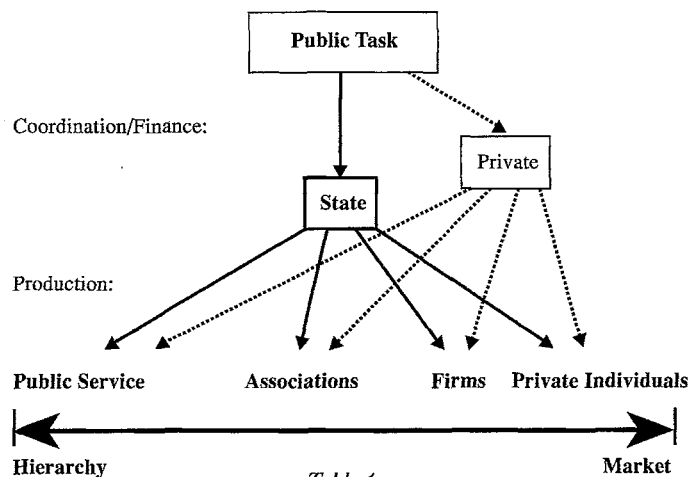 Public Task
Coordination/Finance:
Private
State
Production:
Public Service Associations Firms Private Individuals
Hierarchy Market